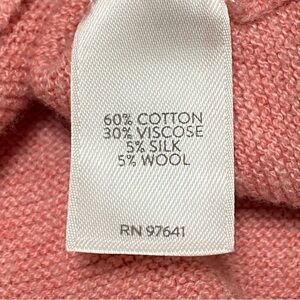 60% COTTON
30% VISCOSE
5% SILK
5% WOOL
RN 97641